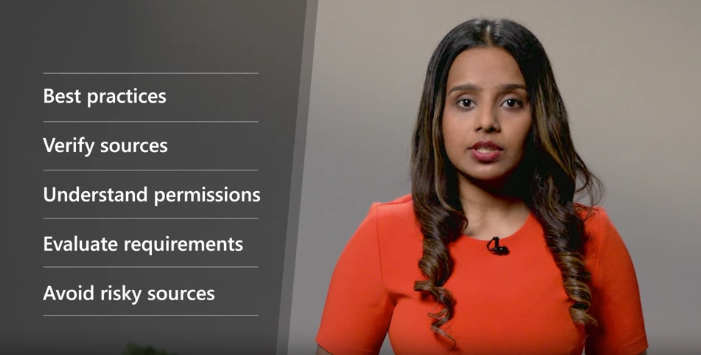 Best practices
Verify sources
Understand permissions
Evaluate requirements
Avoid risky sources